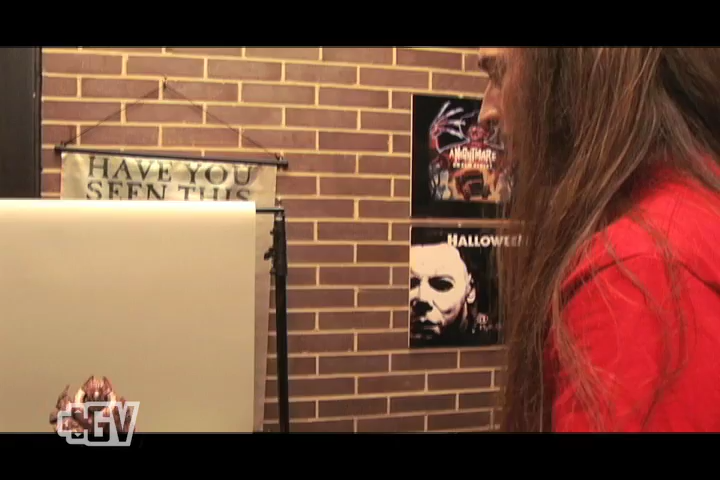 HAVE YOU
SEEN THIS
A NIGHTMARE
HALLOWEEN
+GV